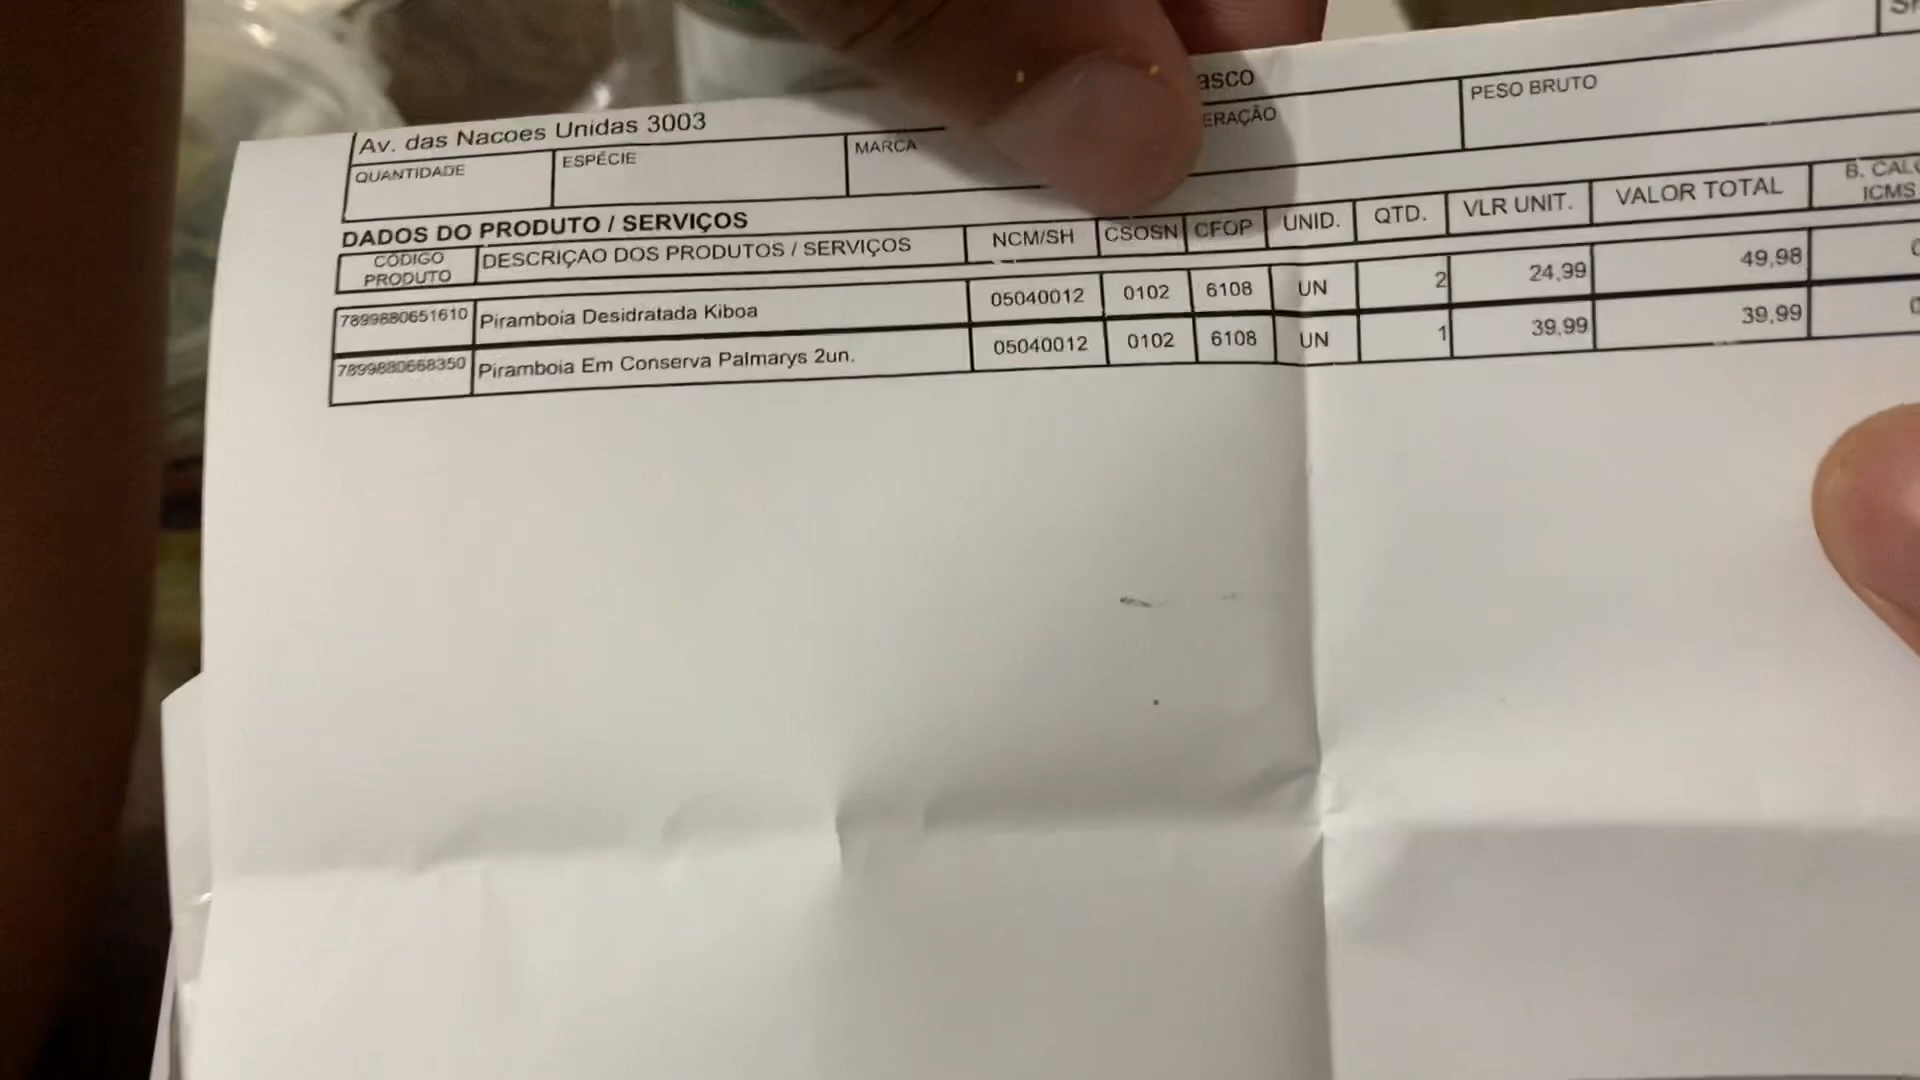 Av. das Nacoes Unidas 3003
QUANTIDADE ESPÉCIE MARCA PESO BRUTO
DADOS DO PRODUTO / SERVIÇOS
CÓDIGO PRODUTO DESCRIÇAO DOS PRODUTOS / SERVIÇOS NCM/SH CSOSN CFOP UNID. QTD. VLR UNIT. VALOR TOTAL B. ICMS
7899880651610 Piramboia Desidratada Kiboa 05040012 0102 6108 UN 2 24,99 49,98
7899880668350 Piramboia Em Conserva Palmarys 2un. 05040012 0102 6108 UN 1 39,99 39,99